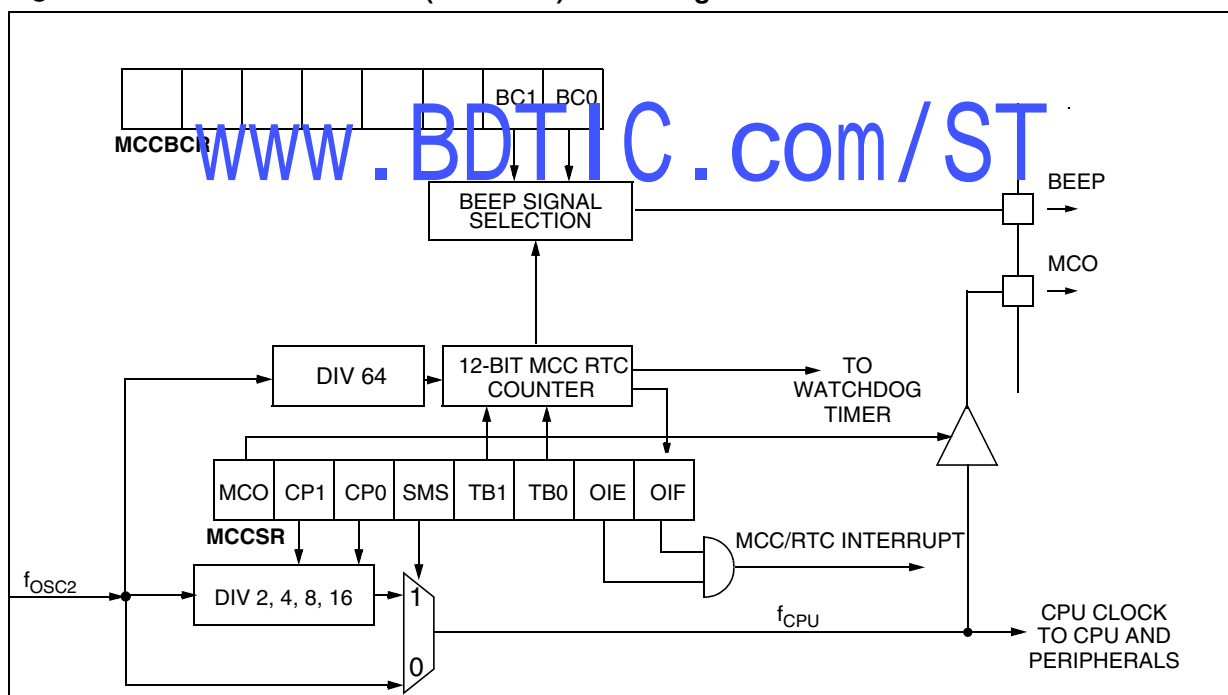 BC1 BC0
MCCBCR
www.BDTIC.com/ST
BEEP SIGNAL
SELECTION
BEEP
MCO
DIV 64
12-BIT MCC RTC
COUNTER
TO
WATCHDOG
TIMER
MCO CP1 CP0 SMS TB1 TB0 OIE OIF
MCCSR
MCC/RTC INTERRUPT
fOSC2
DIV 2, 4, 8, 16
1
0
fCPU
CPU CLOCK
TO CPU AND
PERIPHERALS